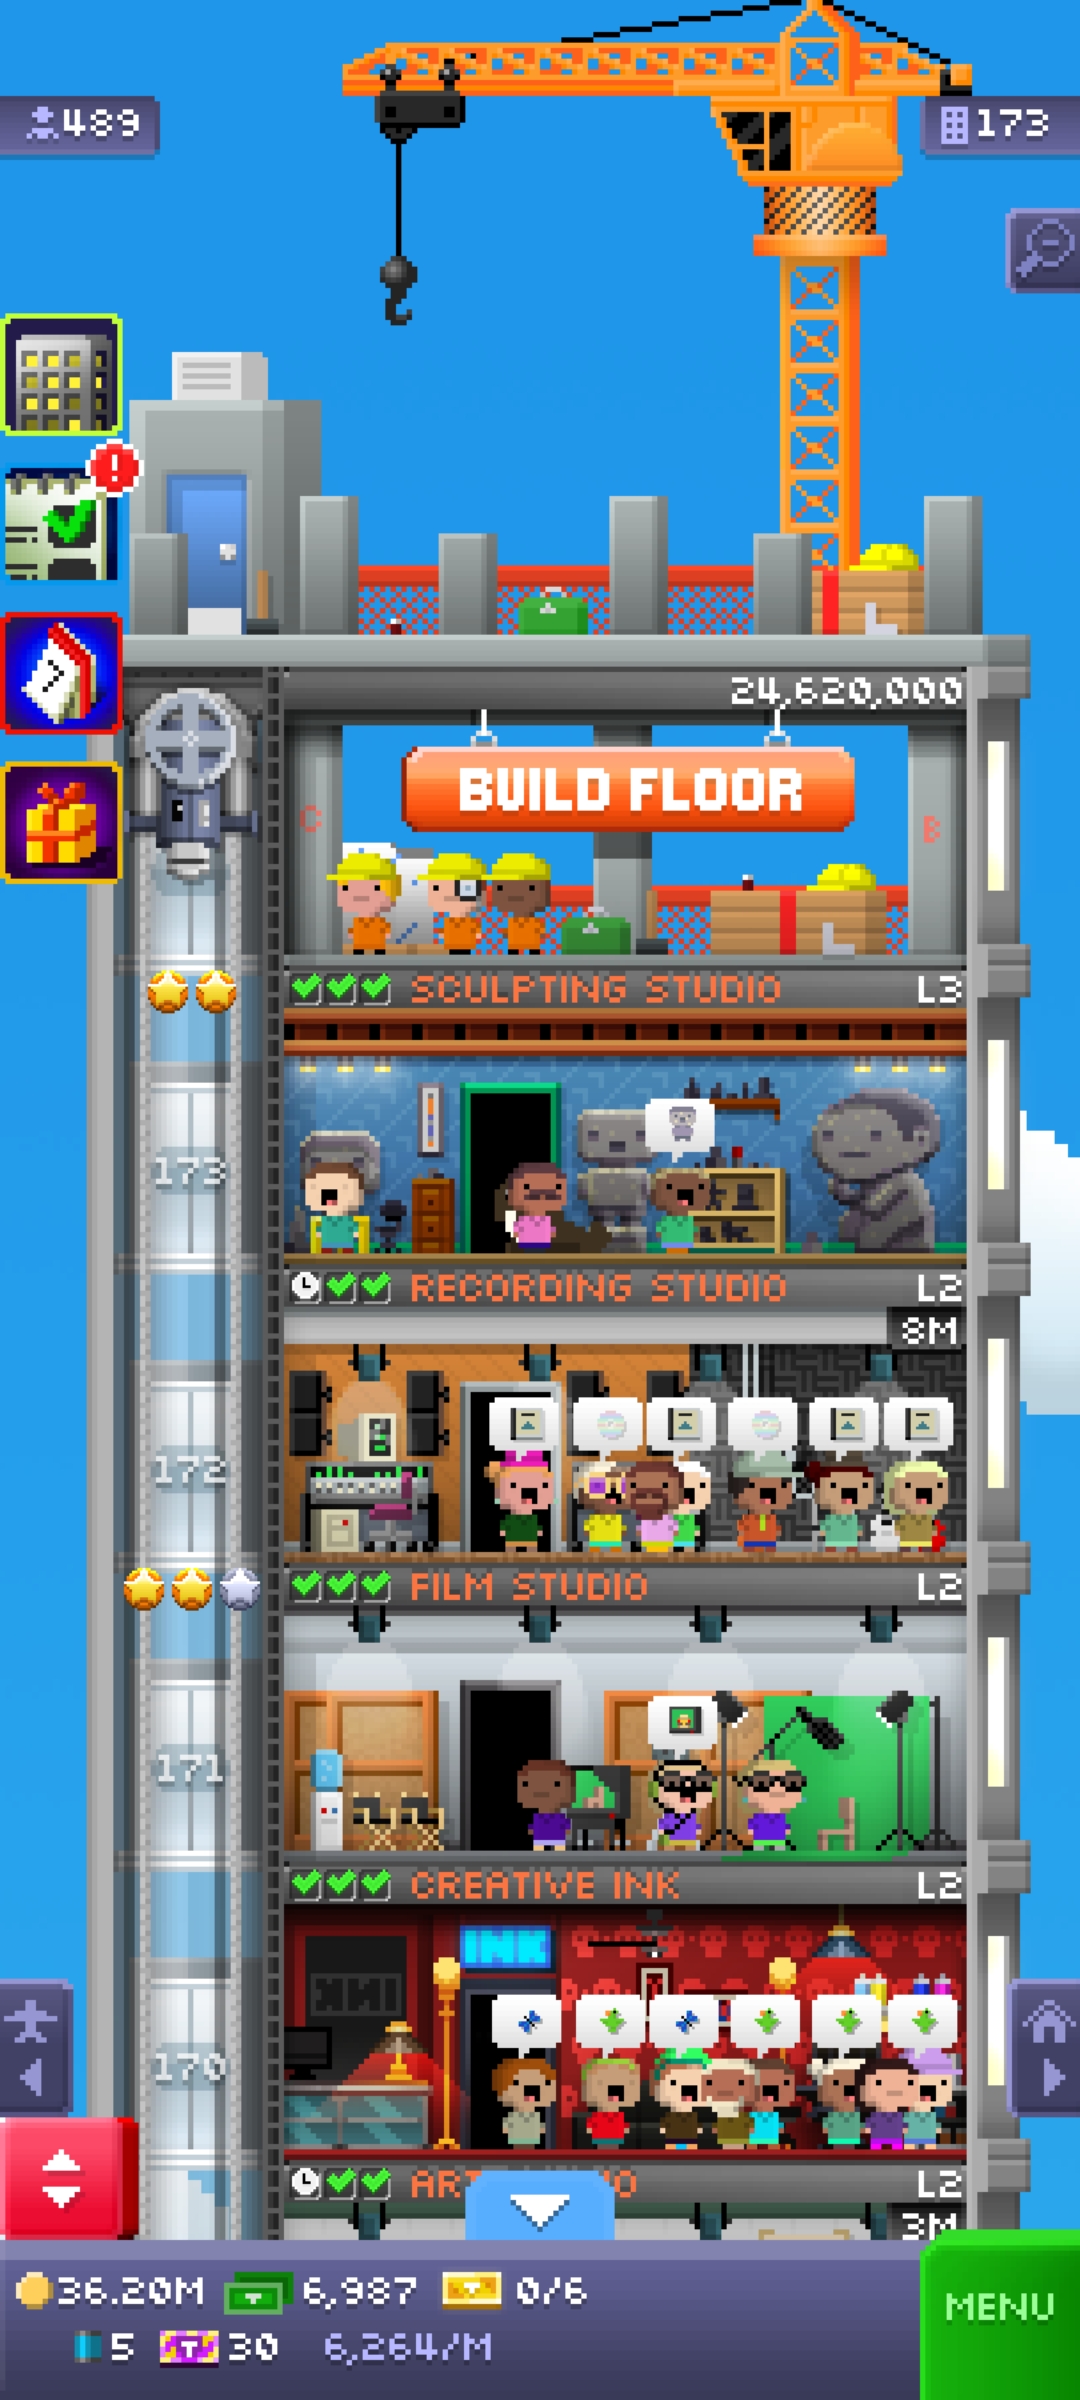 489
173
24,620,000
BUILD FLOOR
C
B
SCULPTING STUDIO L3
173
RECORDING STUDIO L2
8M
172
FILM STUDIO L2
171
CREATIVE INK L2
INK
170
L2
3M
36.20M 6,987 0/6
5 T 30 6,264/M
MENU